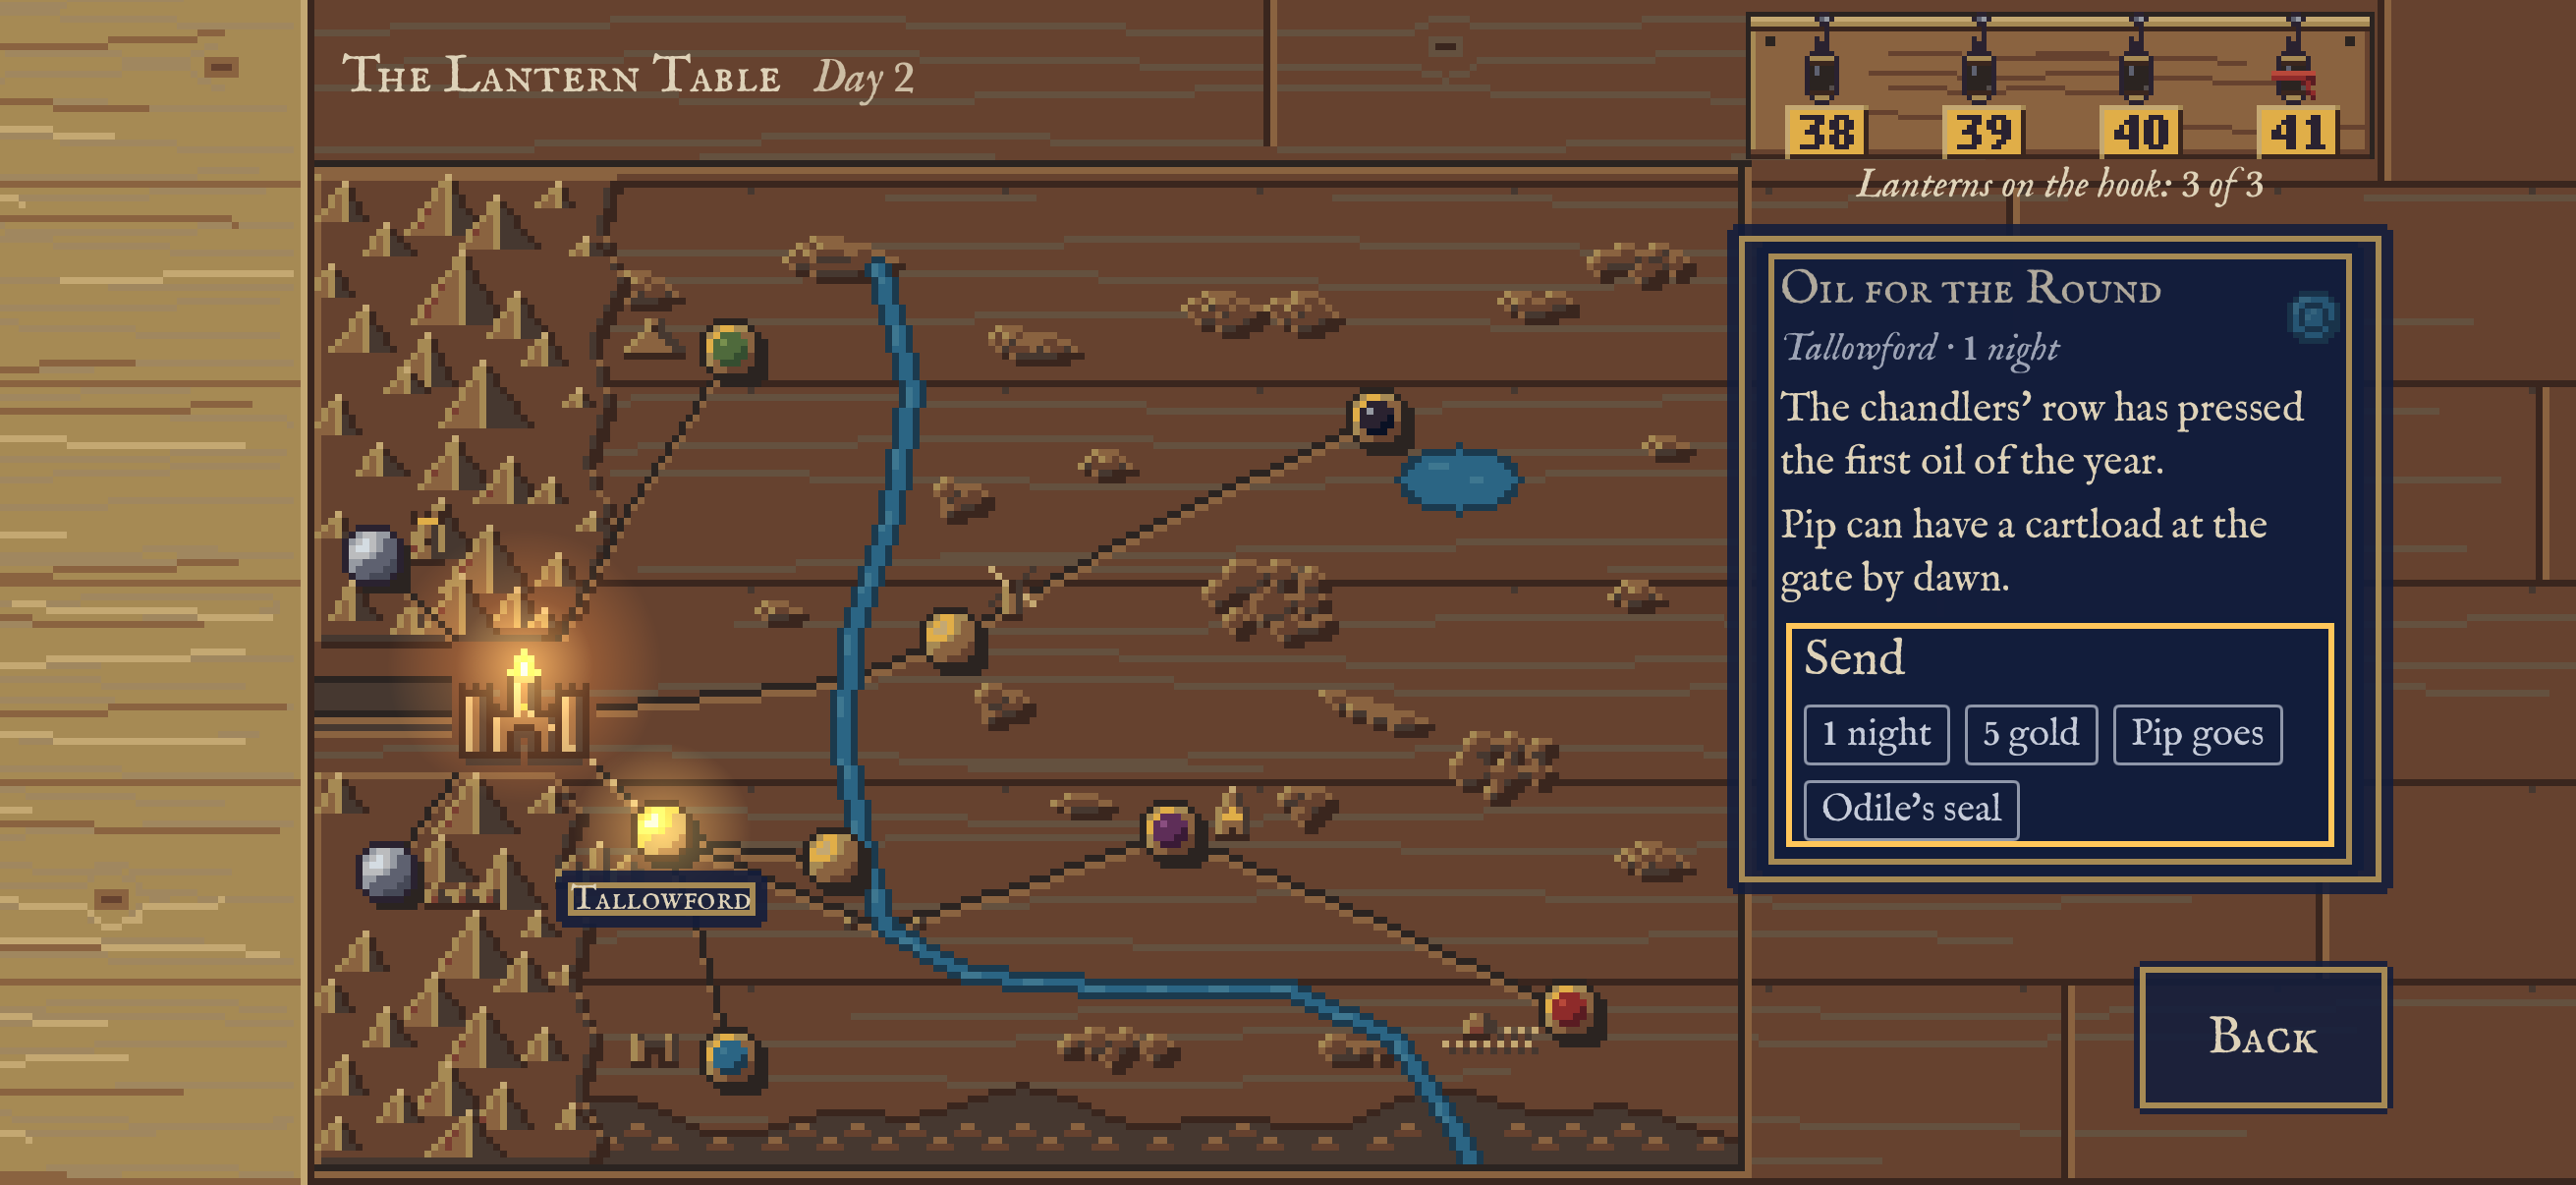 The Lantern Table Day 2
38 39 40 41
Lanterns on the hook: 3 of 3
Oil for the Round
Tallowford · 1 night
The chandlers’ row has pressed
the first oil of the year.
Pip can have a cartload at the
gate by dawn.
Send
1 night 5 gold Pip goes
Odile’s seal
Tallowford
Back